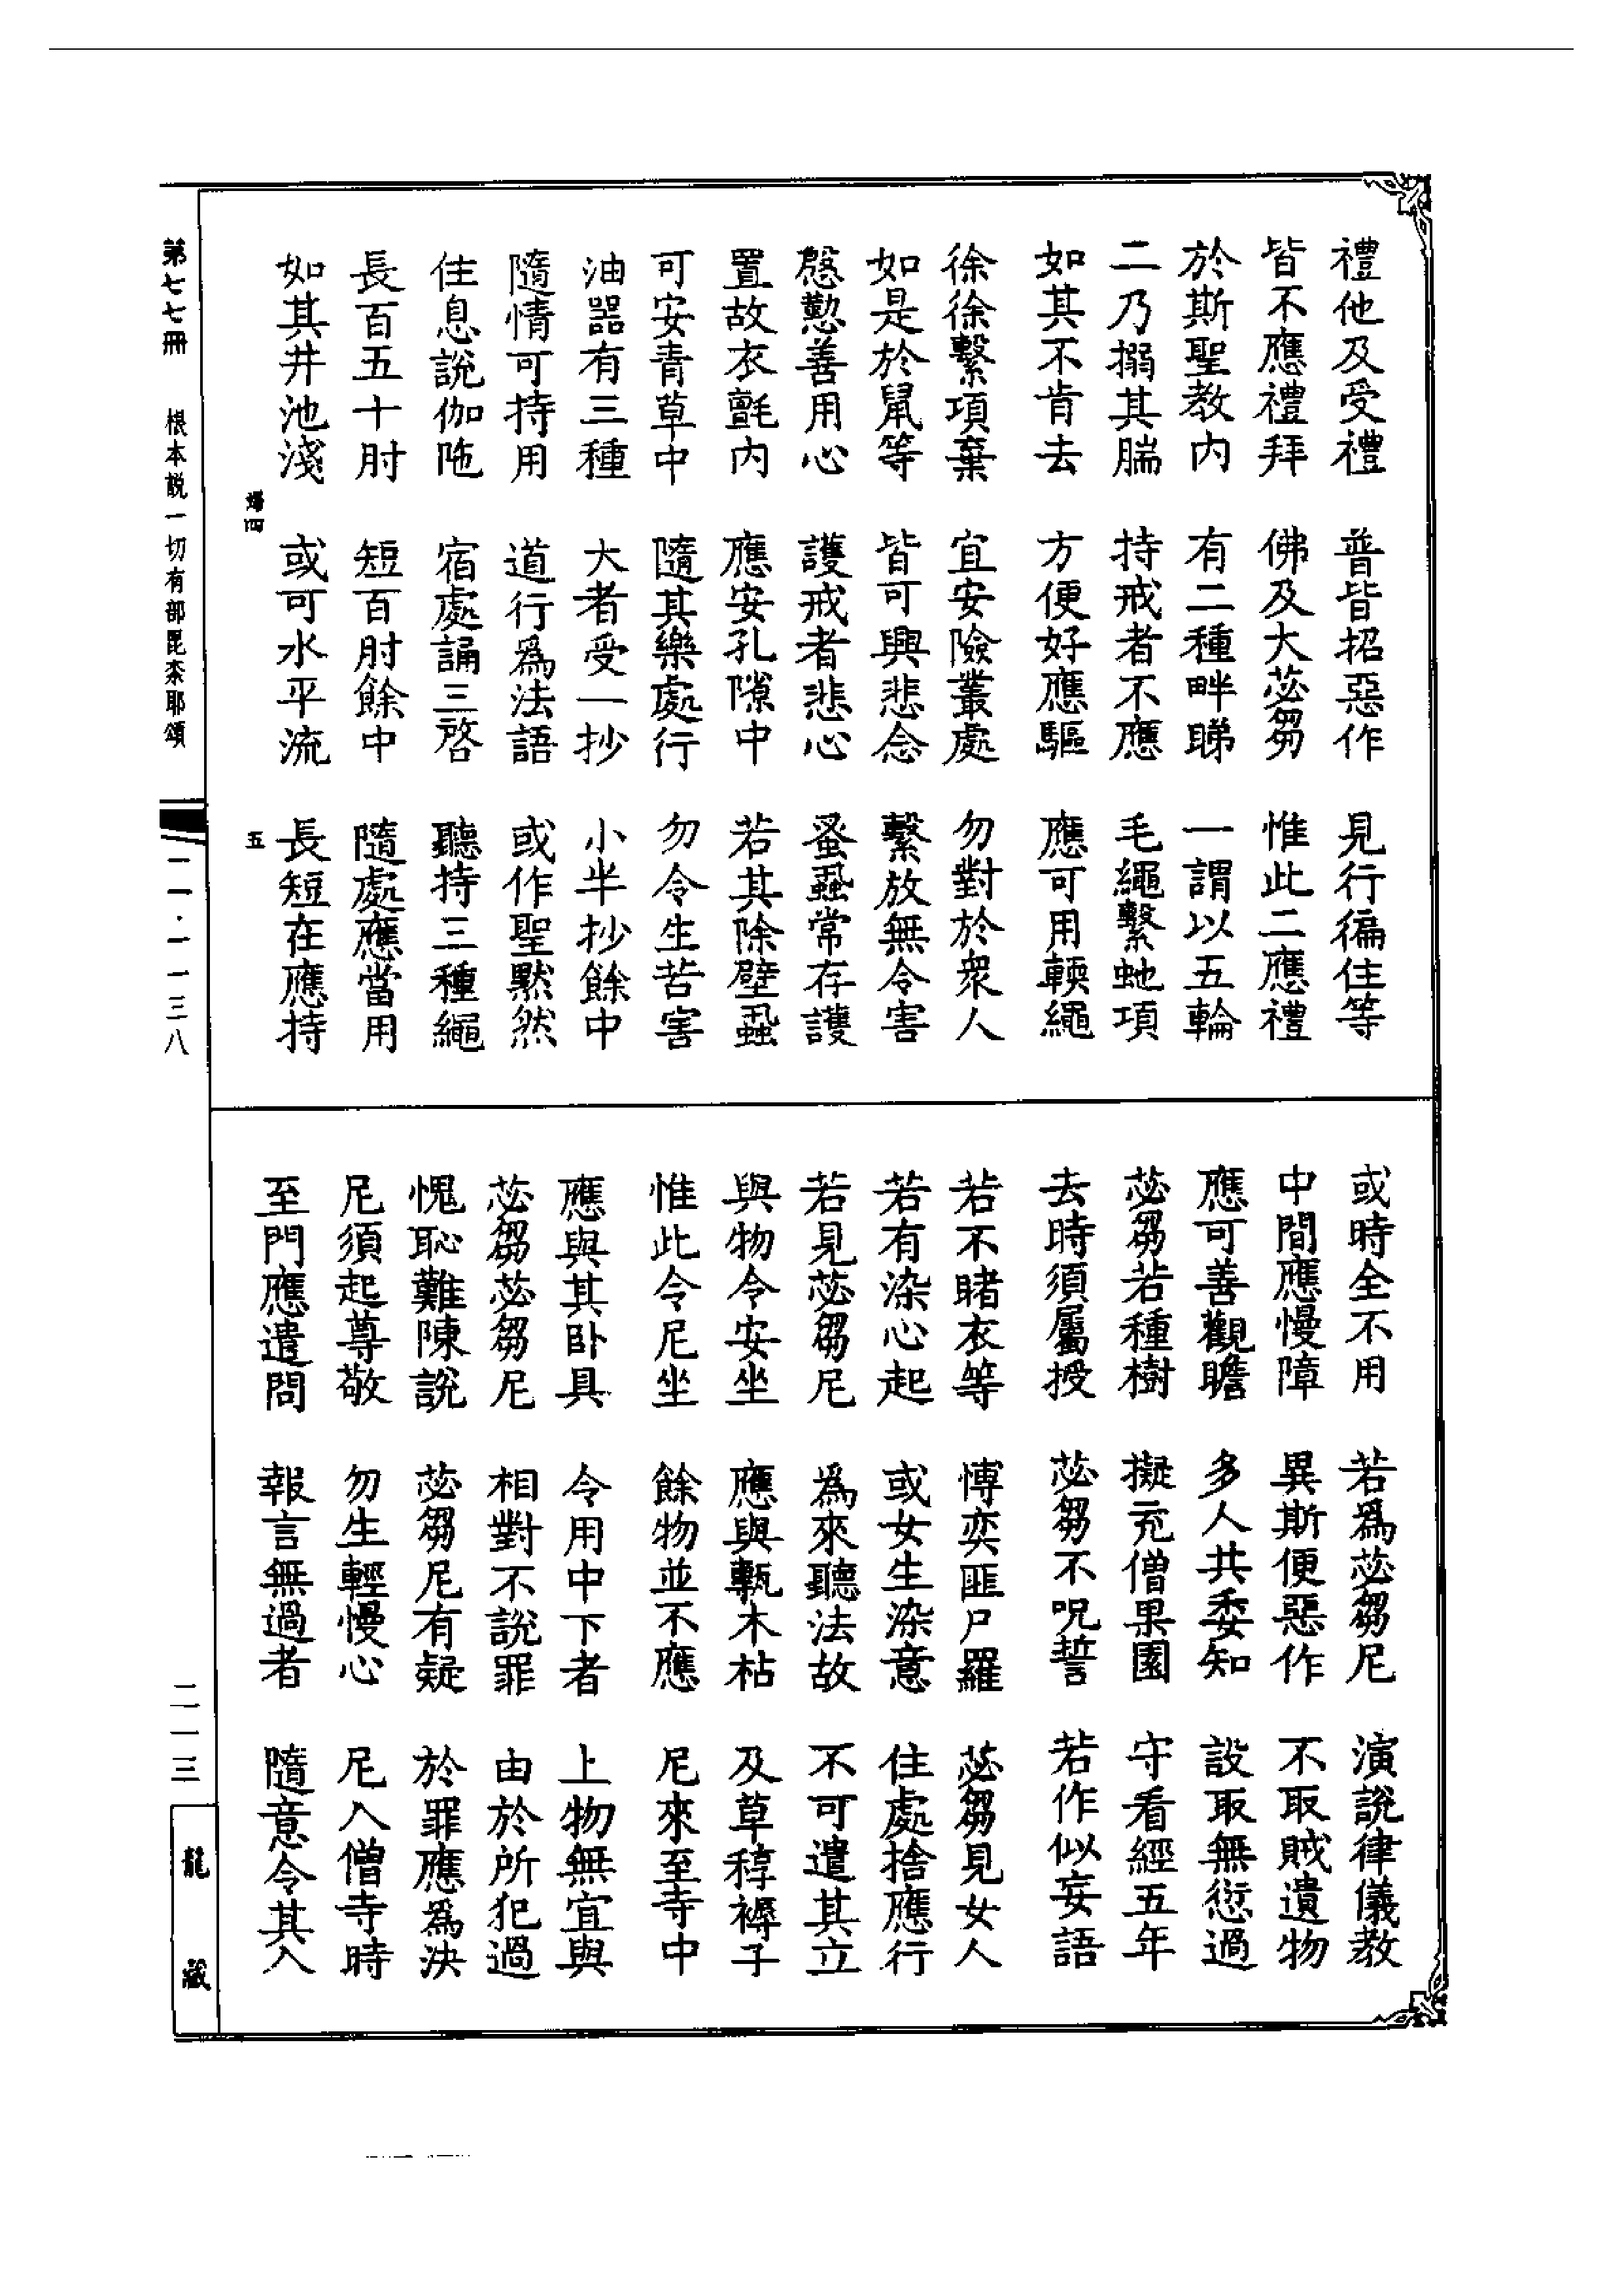 禮他及受禮　普皆招惡作　見行徧住等
皆不應禮拜　佛及大苾芻　惟此二應禮
於斯聖教內　有二種畔睇　一謂以五輪
二乃搦其腨　持戒者不應　毛繩繫虵項
如其不肯去　方便好應驅　應可用輭繩
徐徐繫項棄　宜安險叢處　勿對於衆人
如是於鼠等　皆可興悲念　繫放無令害
慇懃善用心　護戒者悲心　蚤蝨常存護
置故衣氈內　應安孔隙中　若其除壁蝨
可安青草中　隨其樂處行　勿令生苦害
油器有三種　大者受一抄　小半抄餘中
隨情可持用　道行爲法語　或作聖默然
住息說伽陁　宿處誦三啓　聽持三種繩
長百五十肘　短百肘餘中　隨處應當用
如其井池淺　或可水平流　長短在應持
五
或時全不用　若爲苾芻尼　演說律儀教
中間應慢障　異斯便惡作　不取賊遺物
應可善觀瞻　多人共委知　設取無愆過
苾芻若種樹　擬充僧果園　守看經五年
去時須屬授　苾芻不呪誓　若作似妄語
若不睹衣等　博奕匪尸羅　苾芻見女人
若有染心起　或女生染意　住處捨應行
若見苾芻尼　爲來聽法故　不可遣其立
與物令安坐　應與甎木枯　及草稕褥子
惟此令尼坐　餘物並不應　尼來至寺中
應與其卧具　令用中下者　上物無宜與
苾芻苾芻尼　相對不說罪　由於所犯過
愧恥難陳說　苾芻尼有疑　於罪應爲決
尼須起尊敬　勿生輕慢心　尼入僧寺時
至門應遣問　報言無過者　隨意令其入
第七七冊　根本說一切有部毘柰耶頌　一一·一一三八　二一三　龍藏